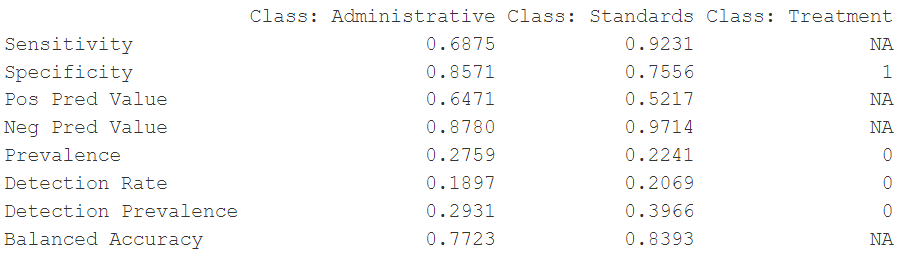 Class: Administrative Class: Standards Class: Treatment
Sensitivity 0.6875 0.9231 NA
Specificity 0.8571 0.7556 1
Pos Pred Value 0.6471 0.5217 NA
Neg Pred Value 0.8780 0.9714 NA
Prevalence 0.2759 0.2241 0
Detection Rate 0.1897 0.2069 0
Detection Prevalence 0.2931 0.3966 0
Balanced Accuracy 0.7723 0.8393 NA